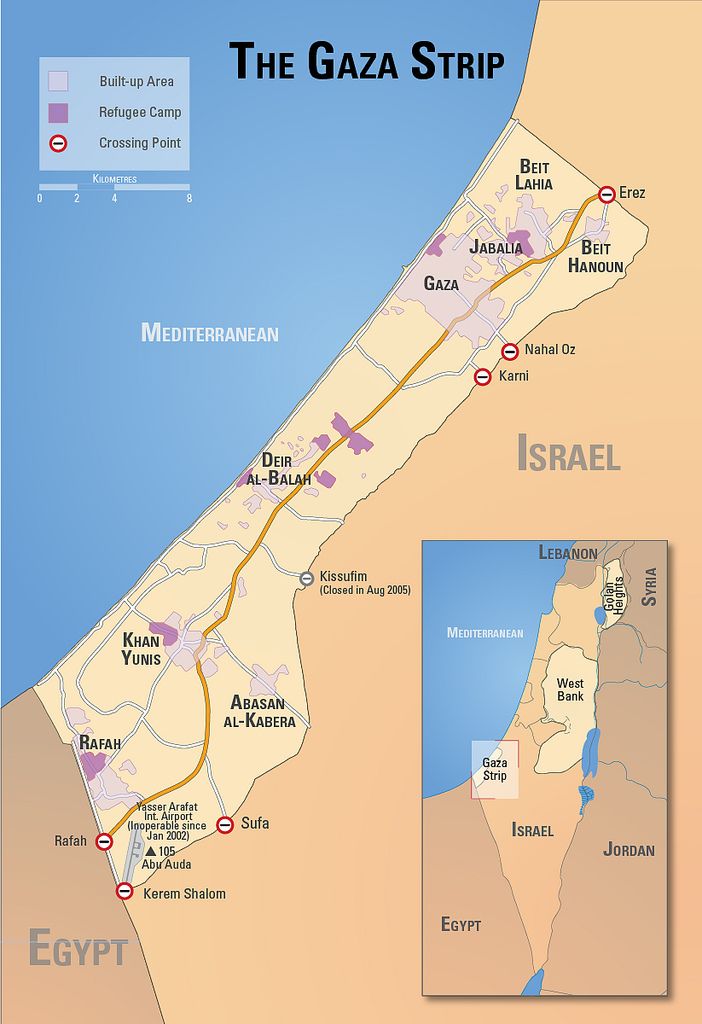 THE GAZA STRIP
Built-up Area
Refugee Camp
Crossing Point
KILOMETRES
0 2 4 8
BEIT
LAHIA
Erez
JABALIA
BEIT
HANOUN
GAZA
MEDITERRANEAN
Nahal Oz
Karni
ISRAEL
DEIR
AL-BALAH
Kissufim
(Closed in Aug 2005)
KHAN
YUNIS
ABASAN
AL-KABERA
RAFAH
Yasser Arafat
Int. Airport
(Inoperable since
Jan 2002)
105
Abu Auda
Rafah
Sufa
Kerem Shalom
EGYPT
LEBANON
SYRIA
Golan
Heights
MEDITERRANEAN
West
Bank
Gaza
Strip
ISRAEL
JORDAN
EGYPT